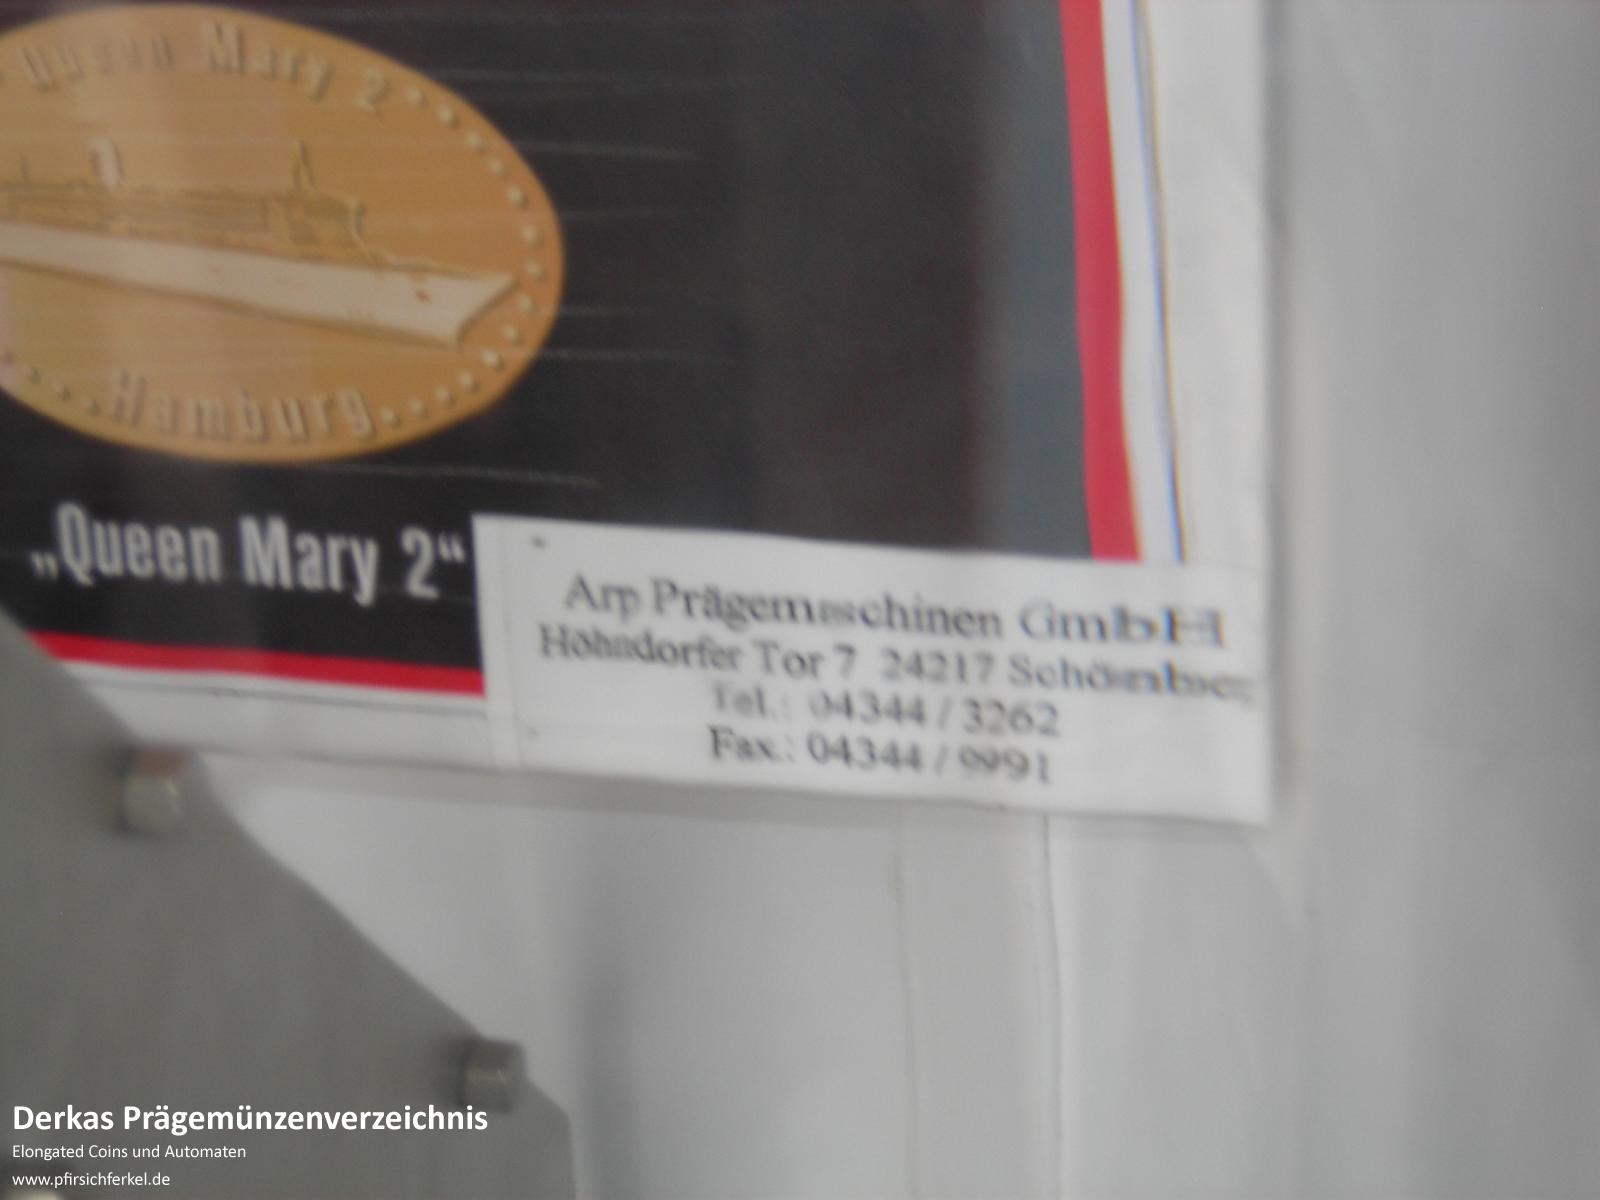 Queen Mary 2
Hamburg
„Queen Mary 2“
Arp Prägemaschinen GmbH
Höhndorfer Tor 7 24217 Schönberg
Tel.: 04344 / 3262
Fax.: 04344 / 9991
Derkas Prägemünzenverzeichnis
Elongated Coins und Automaten
www.pfirsichferkel.de